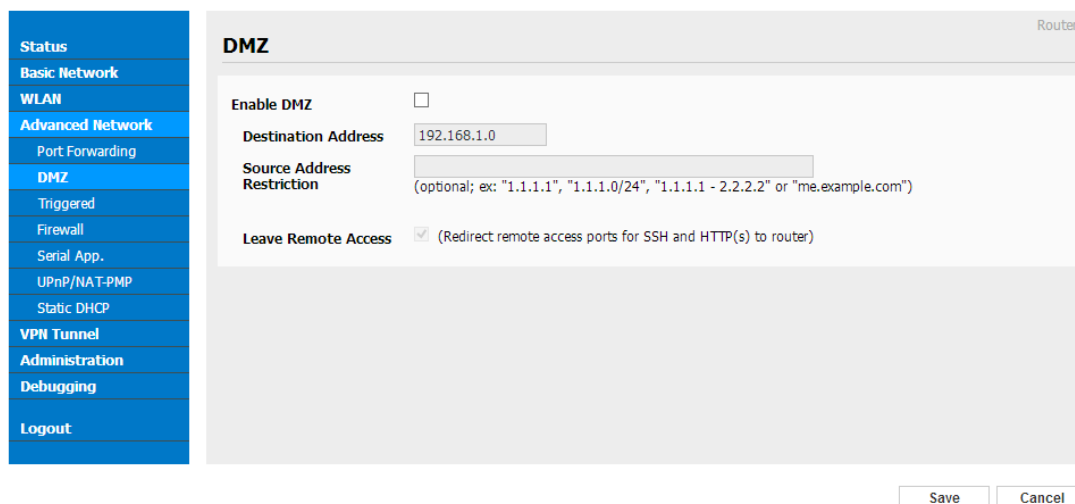 Router
Status
Basic Network
WLAN
Advanced Network
Port Forwarding
DMZ
Triggered
Firewall
Serial App.
UPnP/NAT-PMP
Static DHCP
VPN Tunnel
Administration
Debugging
Logout
DMZ
Enable DMZ
Destination Address
192.168.1.0
Source Address
Restriction
(optional; ex: "1.1.1.1", "1.1.1.0/24", "1.1.1.1 - 2.2.2.2" or "me.example.com")
Leave Remote Access
(Redirect remote access ports for SSH and HTTP(s) to router)
Save
Cancel